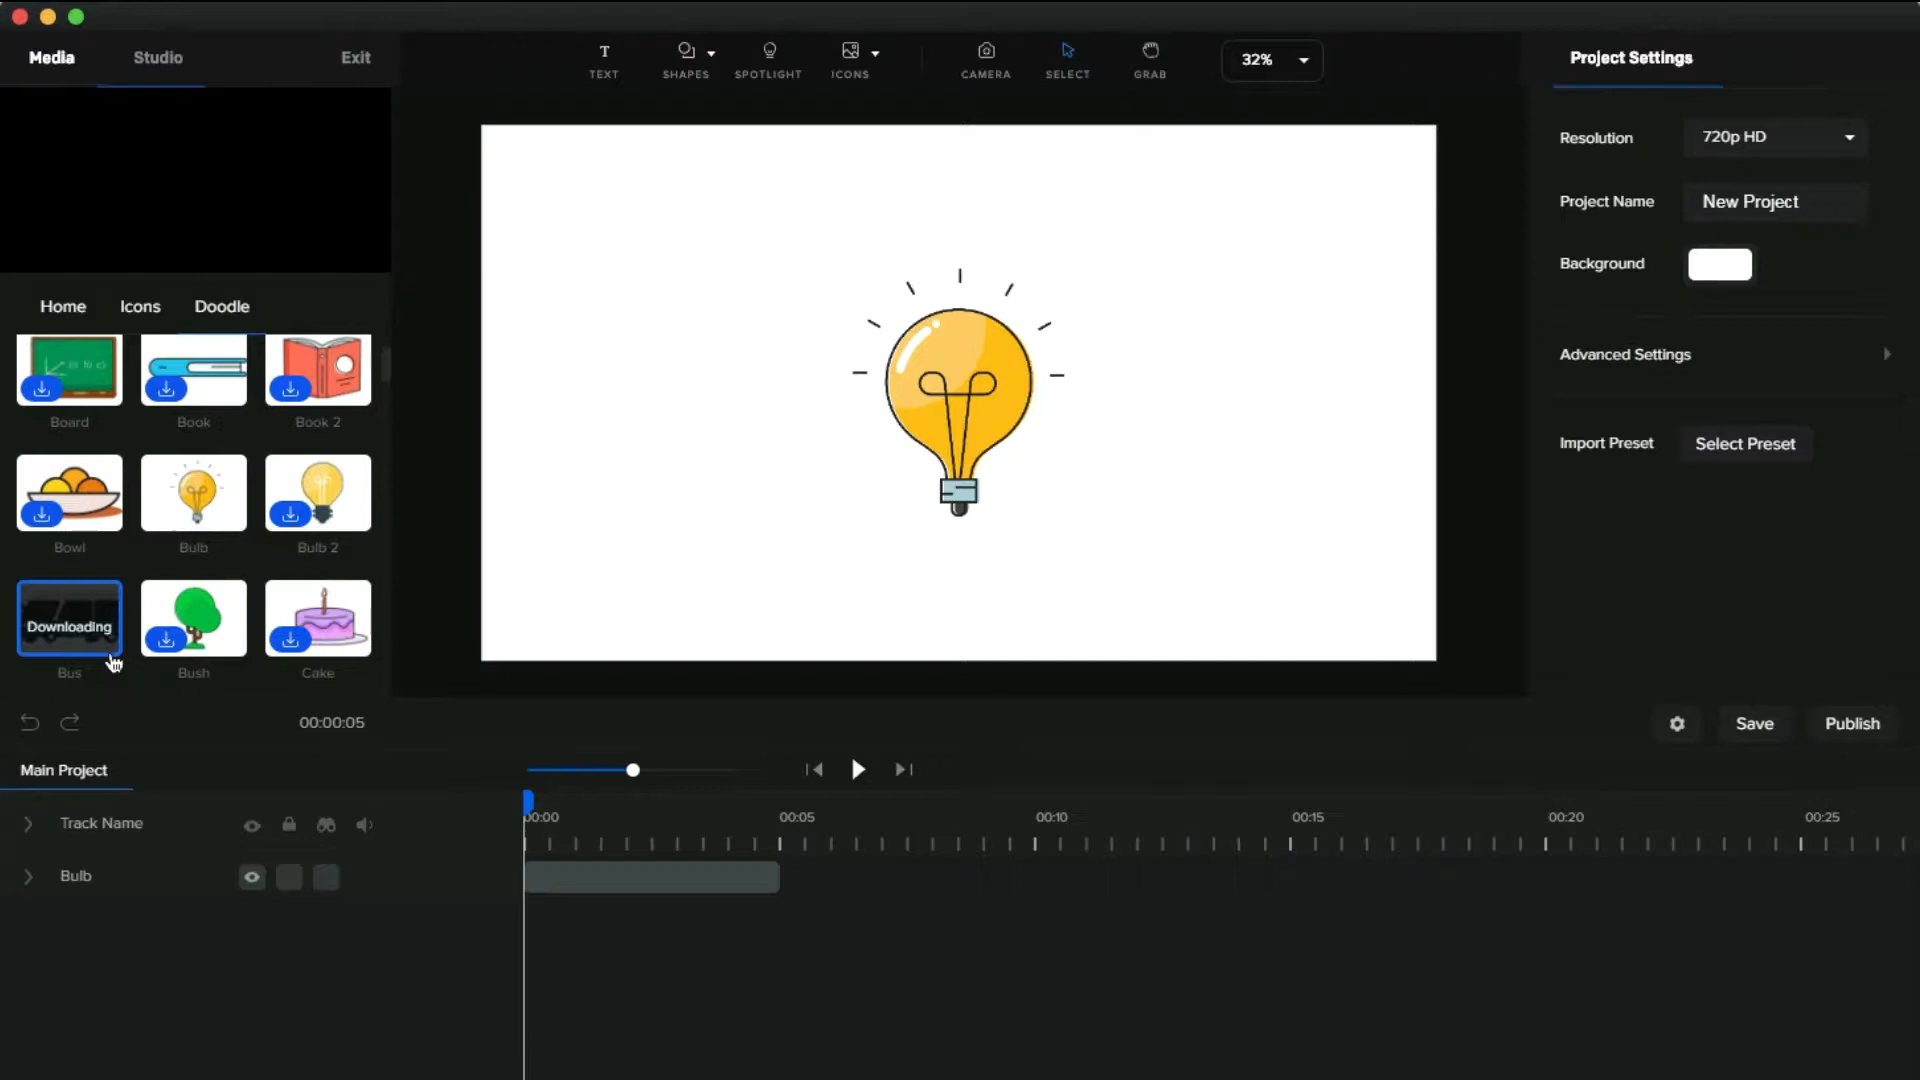 Media
Studio
Exit
TEXT
SHAPES
SPOTLIGHT
ICONS
CAMERA
SELECT
GRAB
32%
Project Settings
Resolution
720p HD
Project Name
New Project
Background
Advanced Settings
Import Preset
Select Preset
Home
Icons
Doodle
Board
Book
Book 2
Bowl
Bulb
Bulb 2
Downloading
Bus
Bush
Cake
00:00:05
Save
Publish
Main Project
Track Name
00:00
00:05
00:10
00:15
00:20
00:25
Bulb